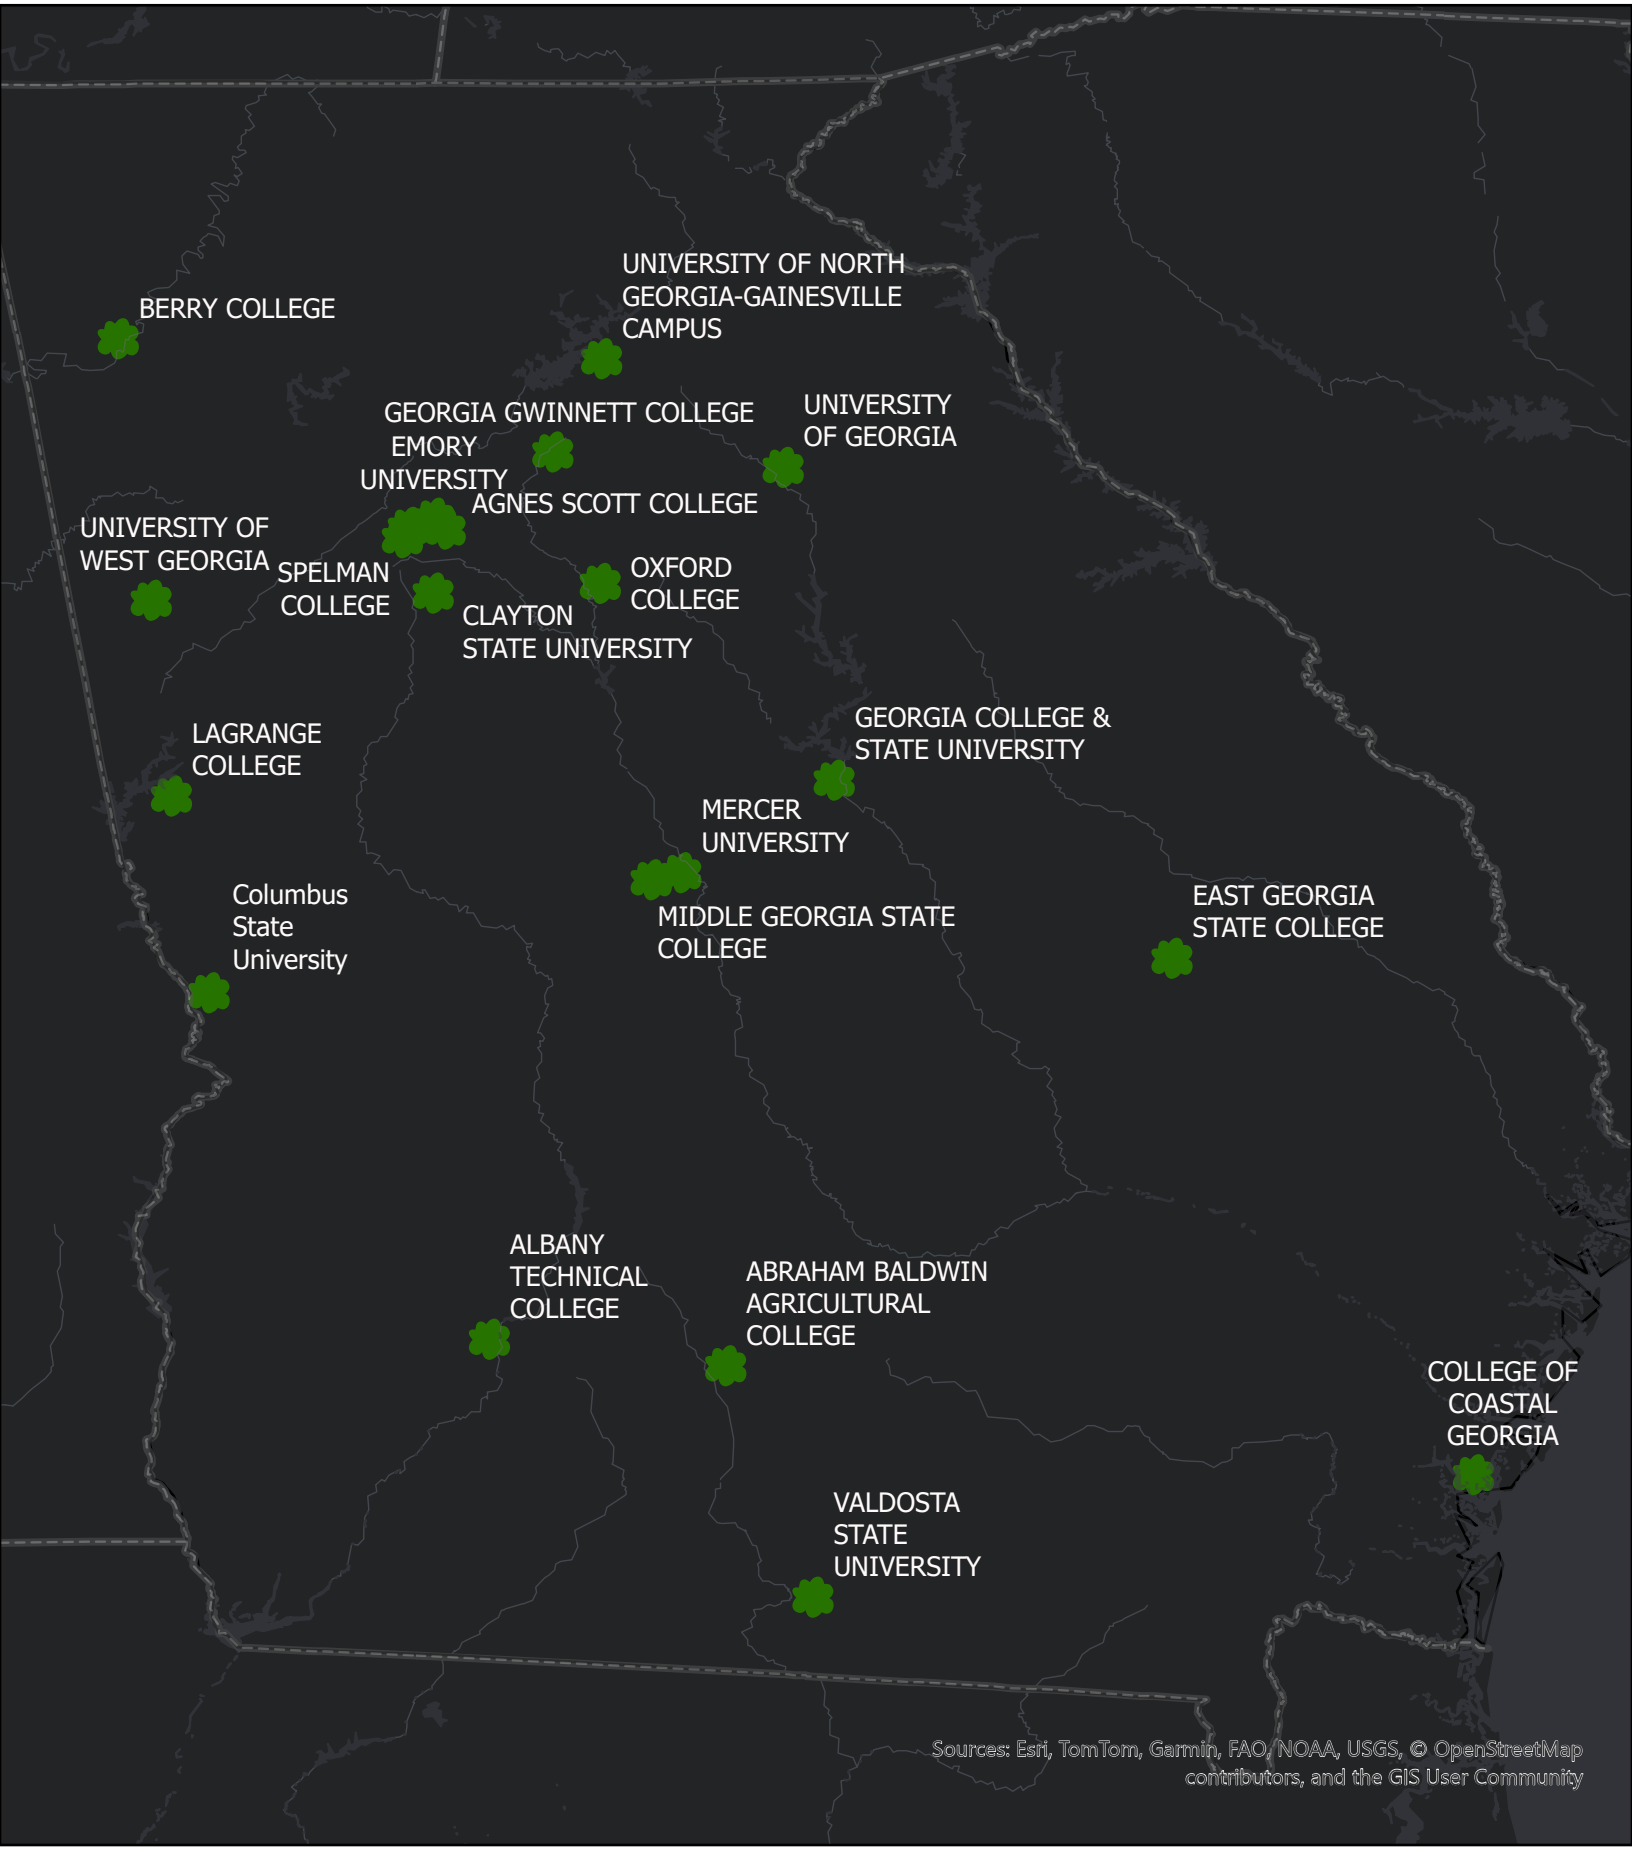 UNIVERSITY OF NORTH
GEORGIA-GAINESVILLE
CAMPUS
BERRY COLLEGE
GEORGIA GWINNETT COLLEGE
UNIVERSITY
OF GEORGIA
EMORY
UNIVERSITY
AGNES SCOTT COLLEGE
UNIVERSITY OF
WEST GEORGIA
SPELMAN
COLLEGE
OXFORD
COLLEGE
CLAYTON
STATE UNIVERSITY
LAGRANGE
COLLEGE
GEORGIA COLLEGE &
STATE UNIVERSITY
MERCER
UNIVERSITY
Columbus
State
University
MIDDLE GEORGIA STATE
COLLEGE
EAST GEORGIA
STATE COLLEGE
ALBANY
TECHNICAL
COLLEGE
ABRAHAM BALDWIN
AGRICULTURAL
COLLEGE
COLLEGE OF
COASTAL
GEORGIA
VALDOSTA
STATE
UNIVERSITY
Sources: Esri, TomTom, Garmin, FAO, NOAA, USGS, © OpenStreetMap
contributors, and the GIS User Community